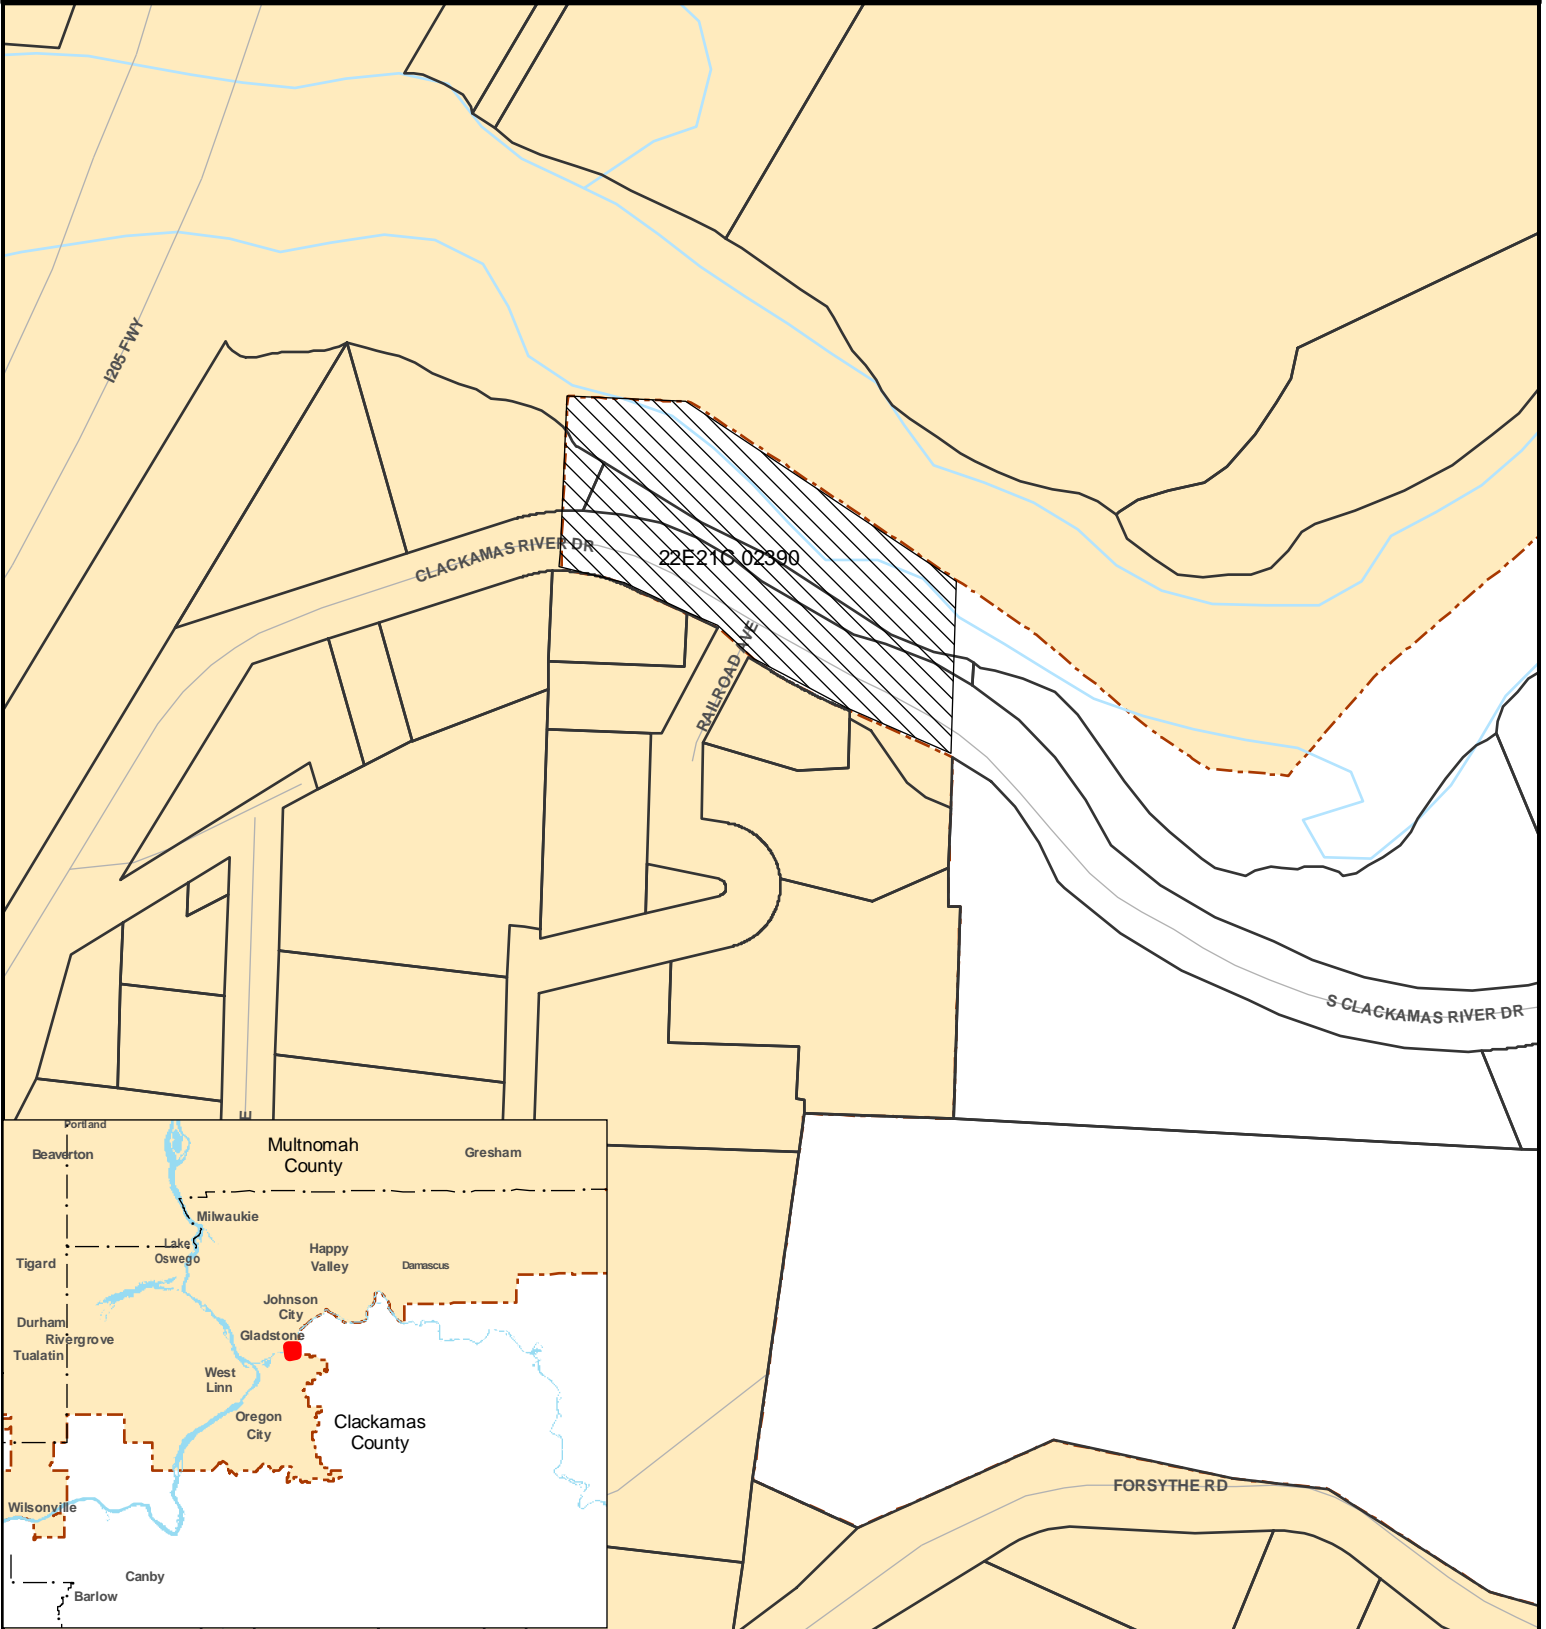 I205 FWY
CLACKAMAS RIVER DR
22E21C 02390
RAILROAD AVE
S CLACKAMAS RIVER DR
E
FORSYTHE RD
Portland
Beaverton
Multnomah
County
Gresham
Milwaukie
Lake
Oswego
Tigard
Happy
Valley
Damascus
Johnson
City
Durham
Rivergrove
Gladstone
Tualatin
West
Linn
Oregon
City
Clackamas
County
Wilsonville
Canby
Barlow